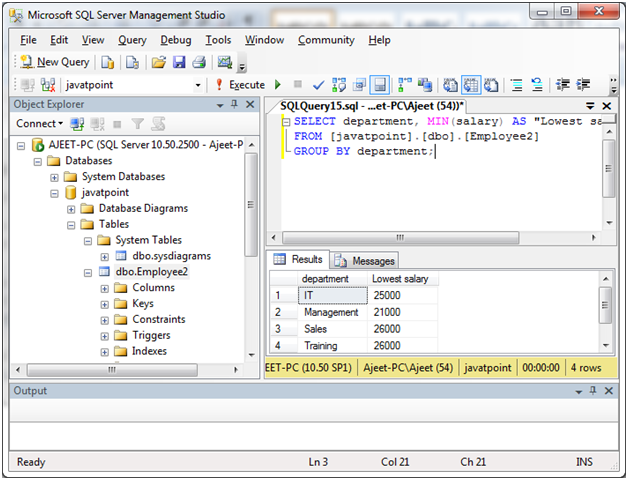 Microsoft SQL Server Management Studio
File Edit View Query Debug Tools Window Community Help
New Query
javatpoint Execute
Object Explorer
Connect
AJEET-PC (SQL Server 10.50.2500 - Ajeet-P
Databases
System Databases
javatpoint
Database Diagrams
Tables
System Tables
dbo.sysdiagrams
dbo.Employee2
Columns
Keys
Constraints
Triggers
Indexes
SQLQuery15.sql - ...et-PC\Ajeet (54))*
SELECT department, MIN(salary) AS "Lowest sa
FROM [javatpoint].[dbo].[Employee2]
GROUP BY department;
Results Messages
department Lowest salary
1 IT 25000
2 Management 21000
3 Sales 26000
4 Training 26000
EET-PC (10.50 SP1) Ajeet-PC\Ajeet (54) javatpoint 00:00:00 4 rows
Output
Ready Ln 3 Col 21 Ch 21 INS